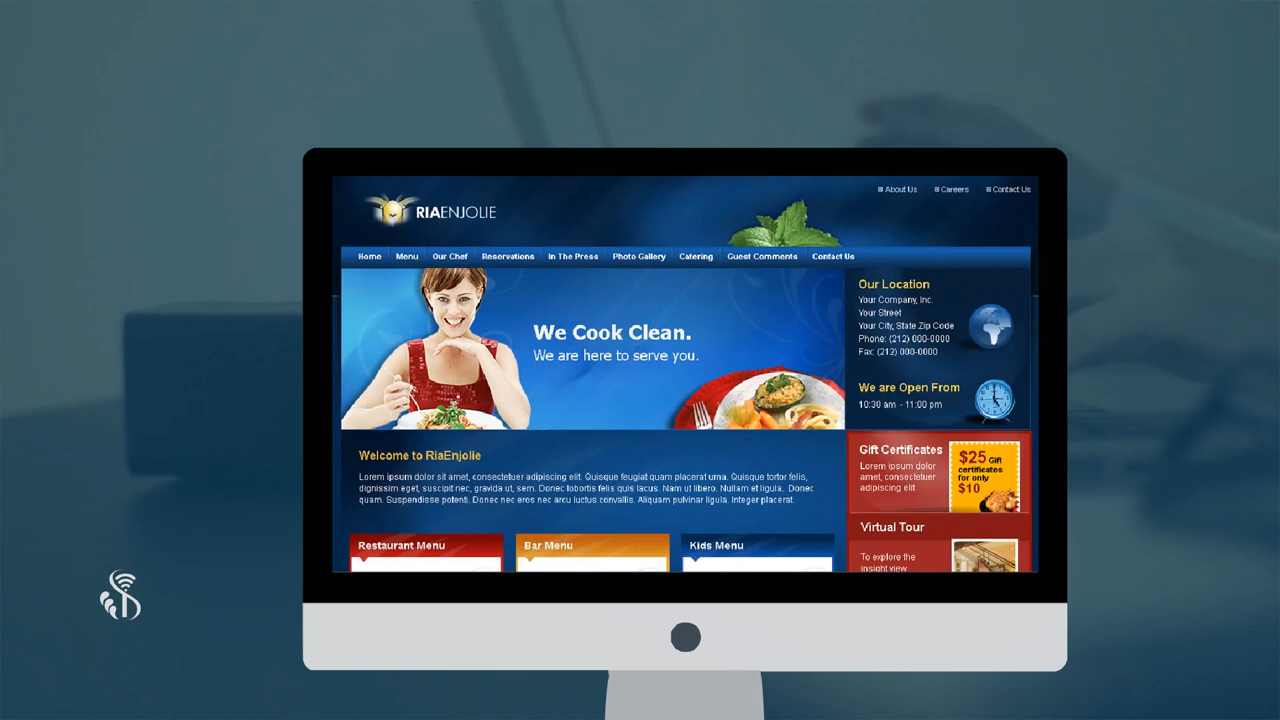 About Us
Careers
Contact Us
RIAENJOLIE
Home
Menu
Our Chef
Reservations
In The Press
Photo Gallery
Catering
Guest Comments
Contact Us
We Cook Clean.
We are here to serve you.
Our Location
Your Company, Inc.
Your Street
Your City, State Zip Code
Phone: (212) 000-0000
Fax: (212) 000-0000
We are Open From
10:30 am - 11:00 pm
Welcome to RiaEnjolie
Lorem ipsum dolor sit amet, consectetuer adipiscing elit. Quisque feugiat quam placerat urna. Quisque tortor felis,
dignissim eget, suscipit nec, gravida ut, sem. Donec lobortis felis quis lacus. Nam ut libero. Nullam et ligula. Donec
quam. Suspendisse potenti. Donec nec eros nec arcu luctus convallis. Aliquam pulvinar ligula. Integer placerat.
Gift Certificates
Lorem ipsum dolor
amet, consectetuer
adipiscing elit
$25 Gift
certificates
for only
$10
Virtual Tour
To explore the
insight view
Restaurant Menu
Bar Menu
Kids Menu